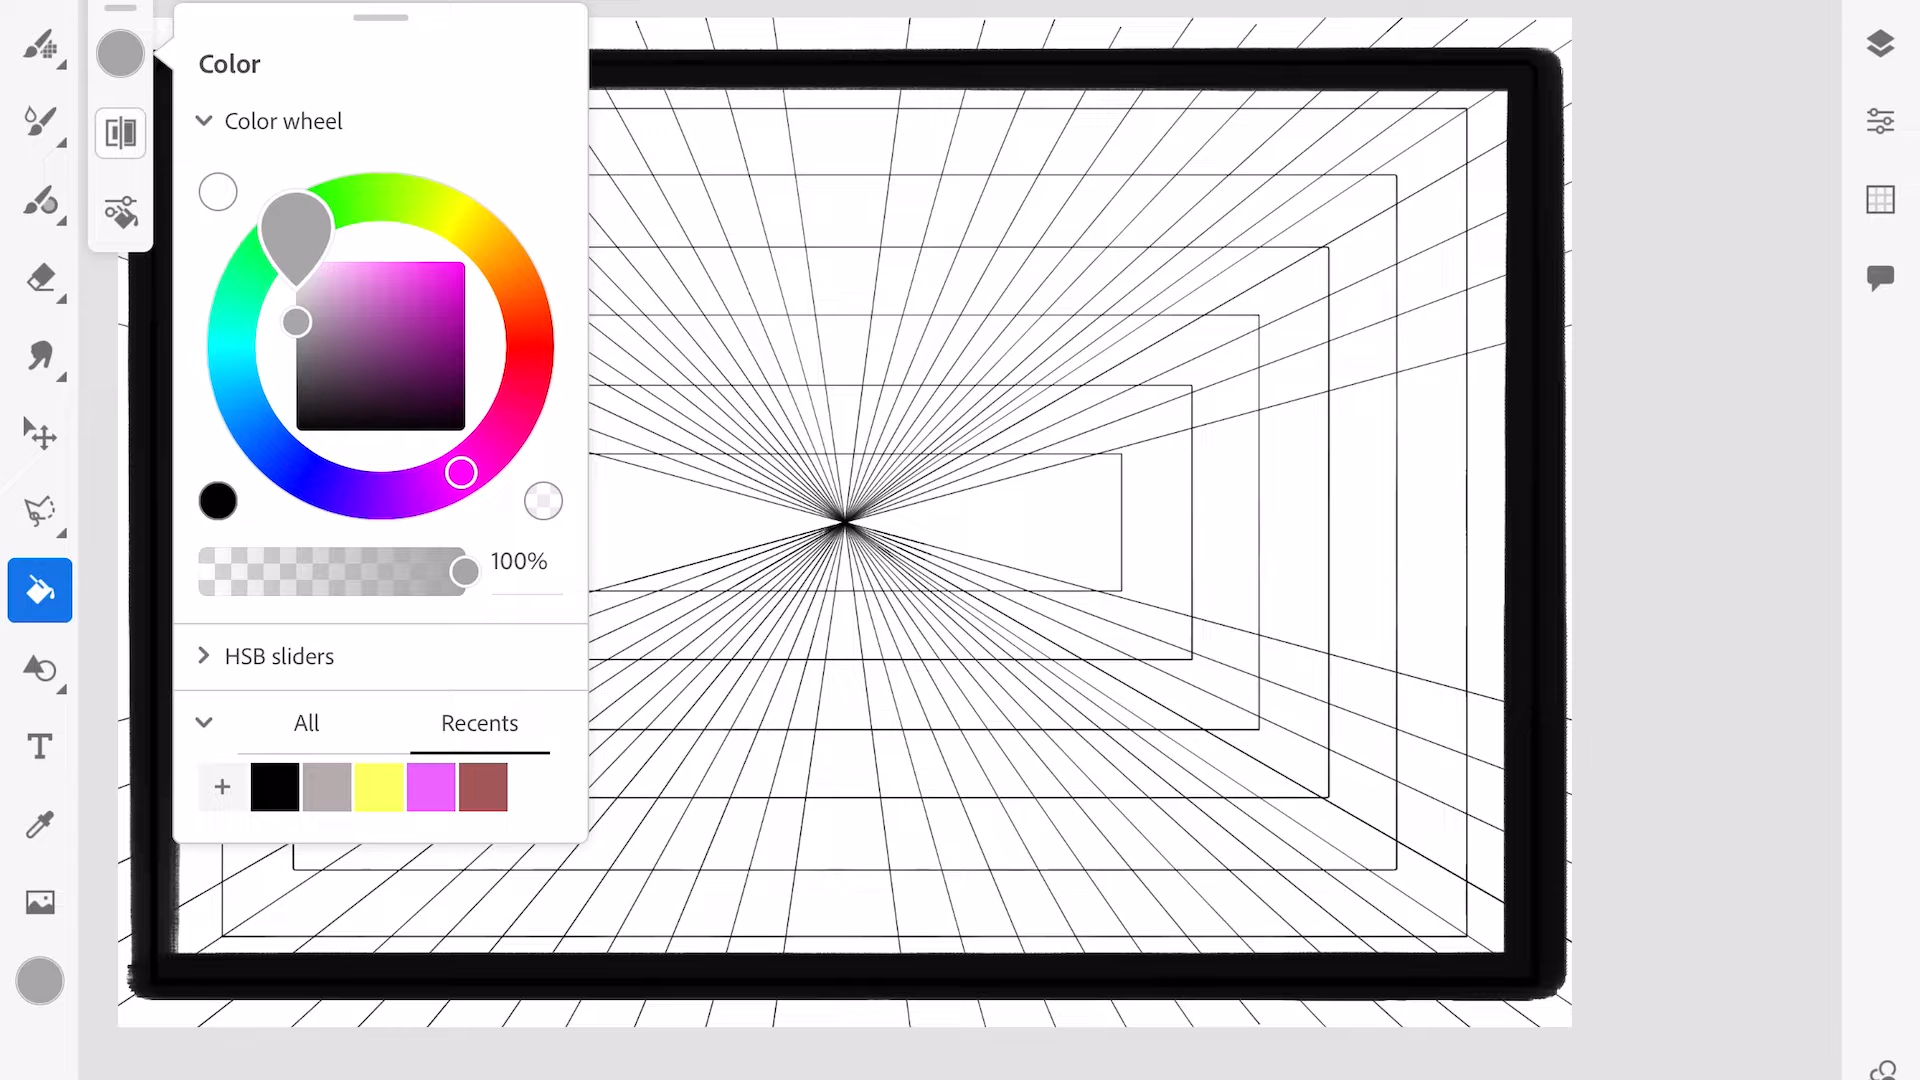 Color
Color wheel
100%
HSB sliders
All
Recents
+
T